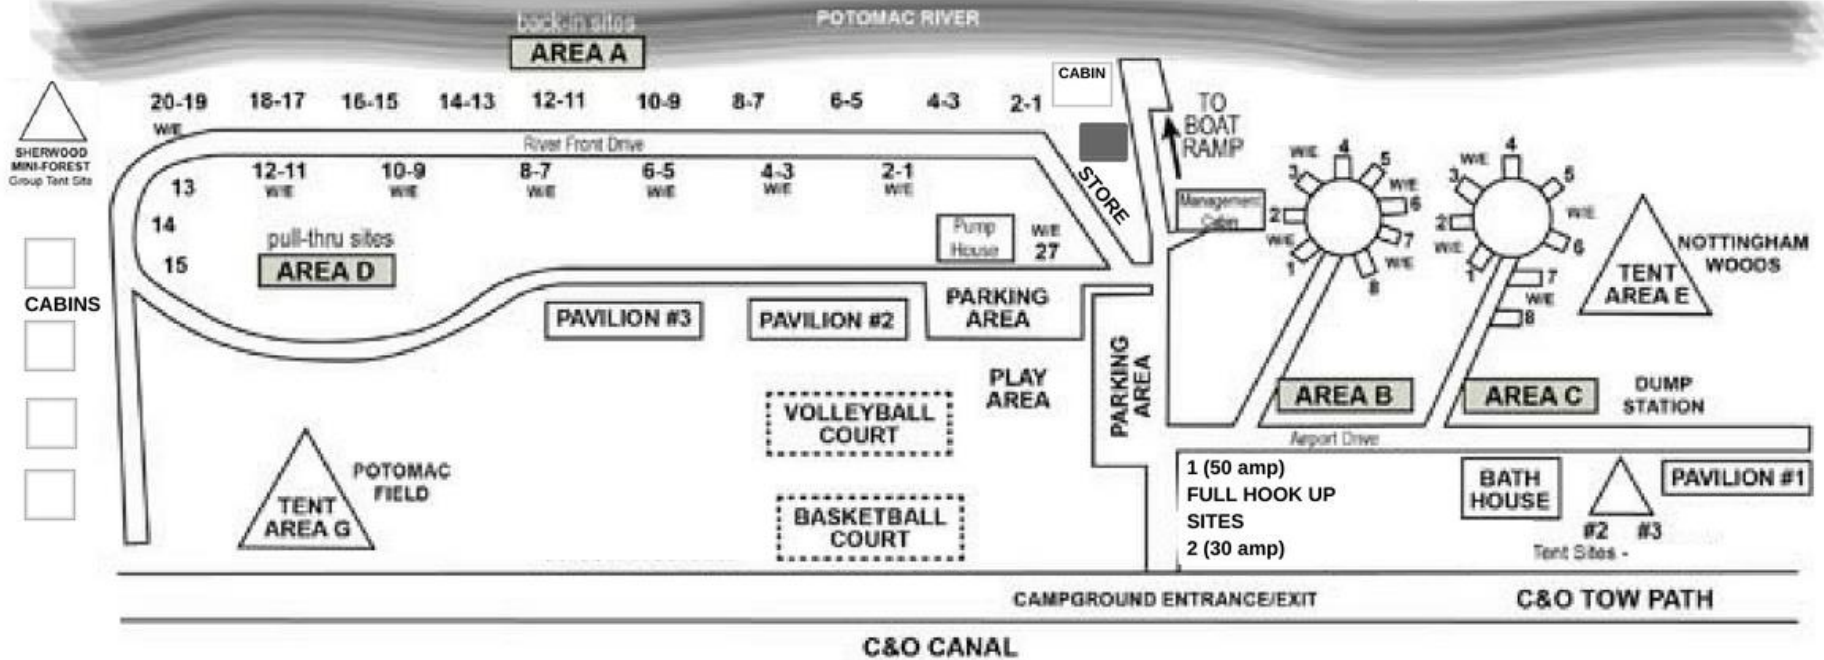 POTOMAC RIVER
back-in sites
AREA A
CABIN
20-19 18-17 16-15 14-13 12-11 10-9 8-7 6-5 4-3 2-1
W/E
TO
BOAT
RAMP
SHERWOOD
MINI-FOREST
Group Tent Site
River Front Drive
12-11 10-9 8-7 6-5 4-3 2-1
W/E W/E W/E W/E W/E W/E
13
14
15
pull-thru sites
AREA D
STORE
Management
Cabin
Pump
House
W/E
27
CABINS
PAVILION #3
PAVILION #2
PARKING
AREA
PARKING
AREA
PLAY
AREA
VOLLEYBALL
COURT
BASKETBALL
COURT
TENT
AREA G
POTOMAC
FIELD
W/E
4
5
3
W/E
2
6
W/E
7
1
W/E
8
AREA B
4
W/E
3
5
2
W/E
W/E
6
1
7
W/E
8
AREA C
TENT
AREA E
NOTTINGHAM
WOODS
DUMP
STATION
Airport Drive
1 (50 amp)
FULL HOOK UP
SITES
2 (30 amp)
BATH
HOUSE
#2 #3
Tent Sites -
PAVILION #1
CAMPGROUND ENTRANCE/EXIT
C&O TOW PATH
C&O CANAL